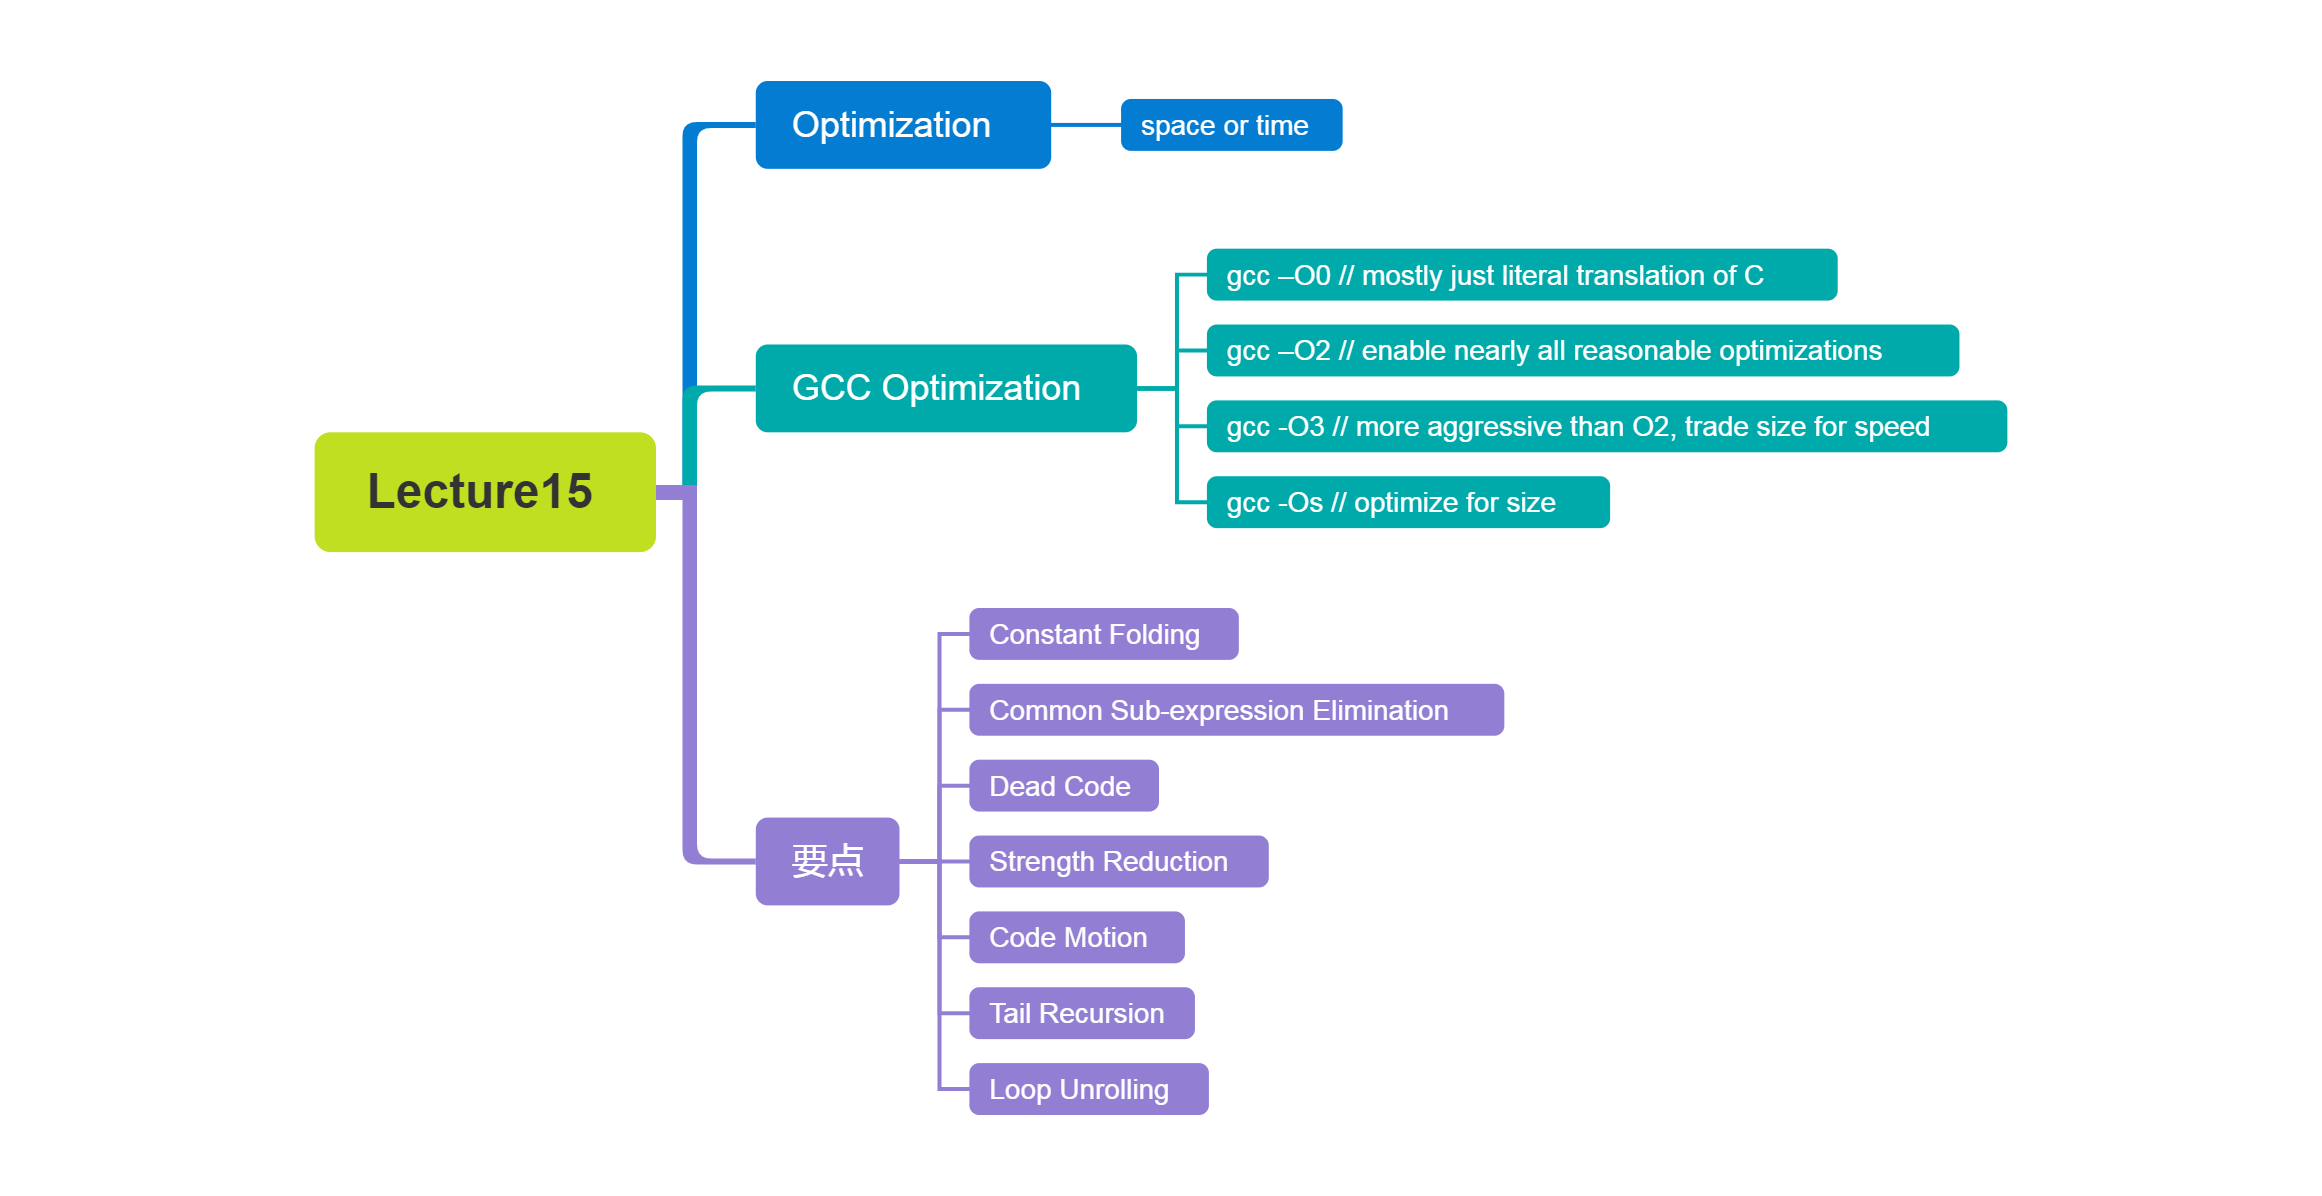 Lecture15
Optimization
space or time
GCC Optimization
gcc –O0 // mostly just literal translation of C
gcc –O2 // enable nearly all reasonable optimizations
gcc -O3 // more aggressive than O2, trade size for speed
gcc -Os // optimize for size
要点
Constant Folding
Common Sub-expression Elimination
Dead Code
Strength Reduction
Code Motion
Tail Recursion
Loop Unrolling